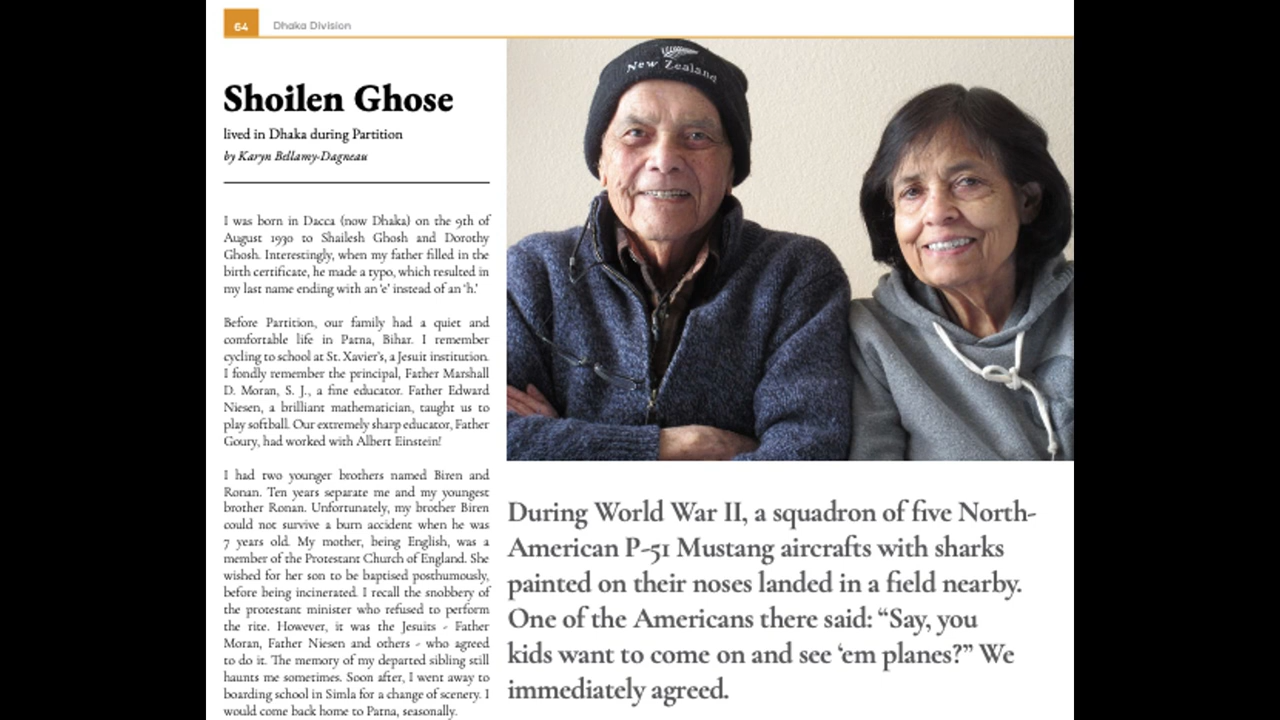 64 Dhaka Division
Shoilen Ghose
lived in Dhaka during Partition
by Karyn Bellamy-Dagneau
I was born in Dacca (now Dhaka) on the 9th of
August 1930 to Shailesh Ghosh and Dorothy
Ghosh. Interestingly, when my father filled in the
birth certificate, he made a typo, which resulted in
my last name ending with an 'e' instead of an 'h.'
Before Partition, our family had a quiet and
comfortable life in Patna, Bihar. I remember
cycling to school at St. Xavier's, a Jesuit institution.
I fondly remember the principal, Father Marshall
D. Moran, S. J., a fine educator. Father Edward
Niesen, a brilliant mathematician, taught us to
play softball. Our extremely sharp educator, Father
Goury, had worked with Albert Einstein!
I had two younger brothers named Biren and
Ronan. Ten years separate me and my youngest
brother Ronan. Unfortunately, my brother Biren
could not survive a burn accident when he was
7 years old. My mother, being English, was a
member of the Protestant Church of England. She
wished for her son to be baptised posthumously,
before being incinerated. I recall the snobbery of
the protestant minister who refused to perform
the rite. However, it was the Jesuits - Father
Moran, Father Niesen and others - who agreed
to do it. The memory of my departed sibling still
haunts me sometimes. Soon after, I went away to
boarding school in Simla for a change of scenery. I
would come back home to Patna, seasonally.
New Zealand
During World War II, a squadron of five North-
American P-51 Mustang aircrafts with sharks
painted on their noses landed in a field nearby.
One of the Americans there said: “Say, you
kids want to come on and see ‘em planes?” We
immediately agreed.